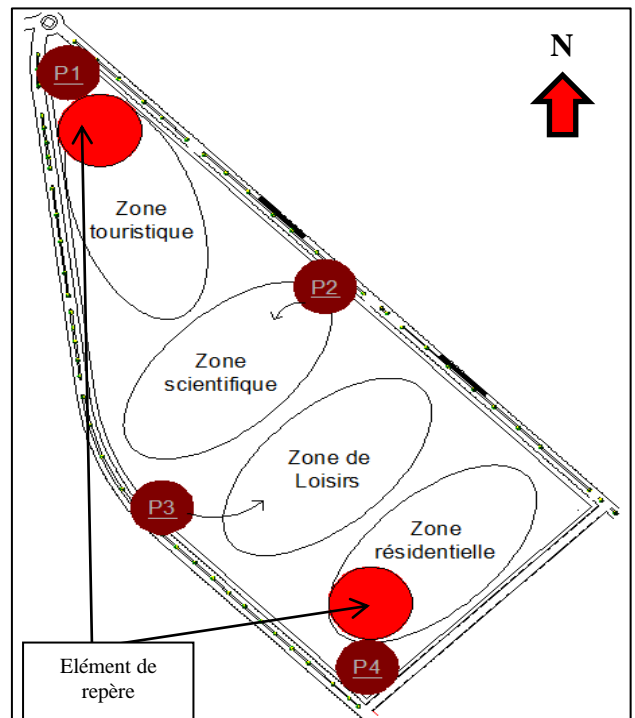 N
P1
Zone
touristique
P2
Zone
scientifique
Zone de
Loisirs
P3
Zone
résidentielle
P4
Elément de
repère